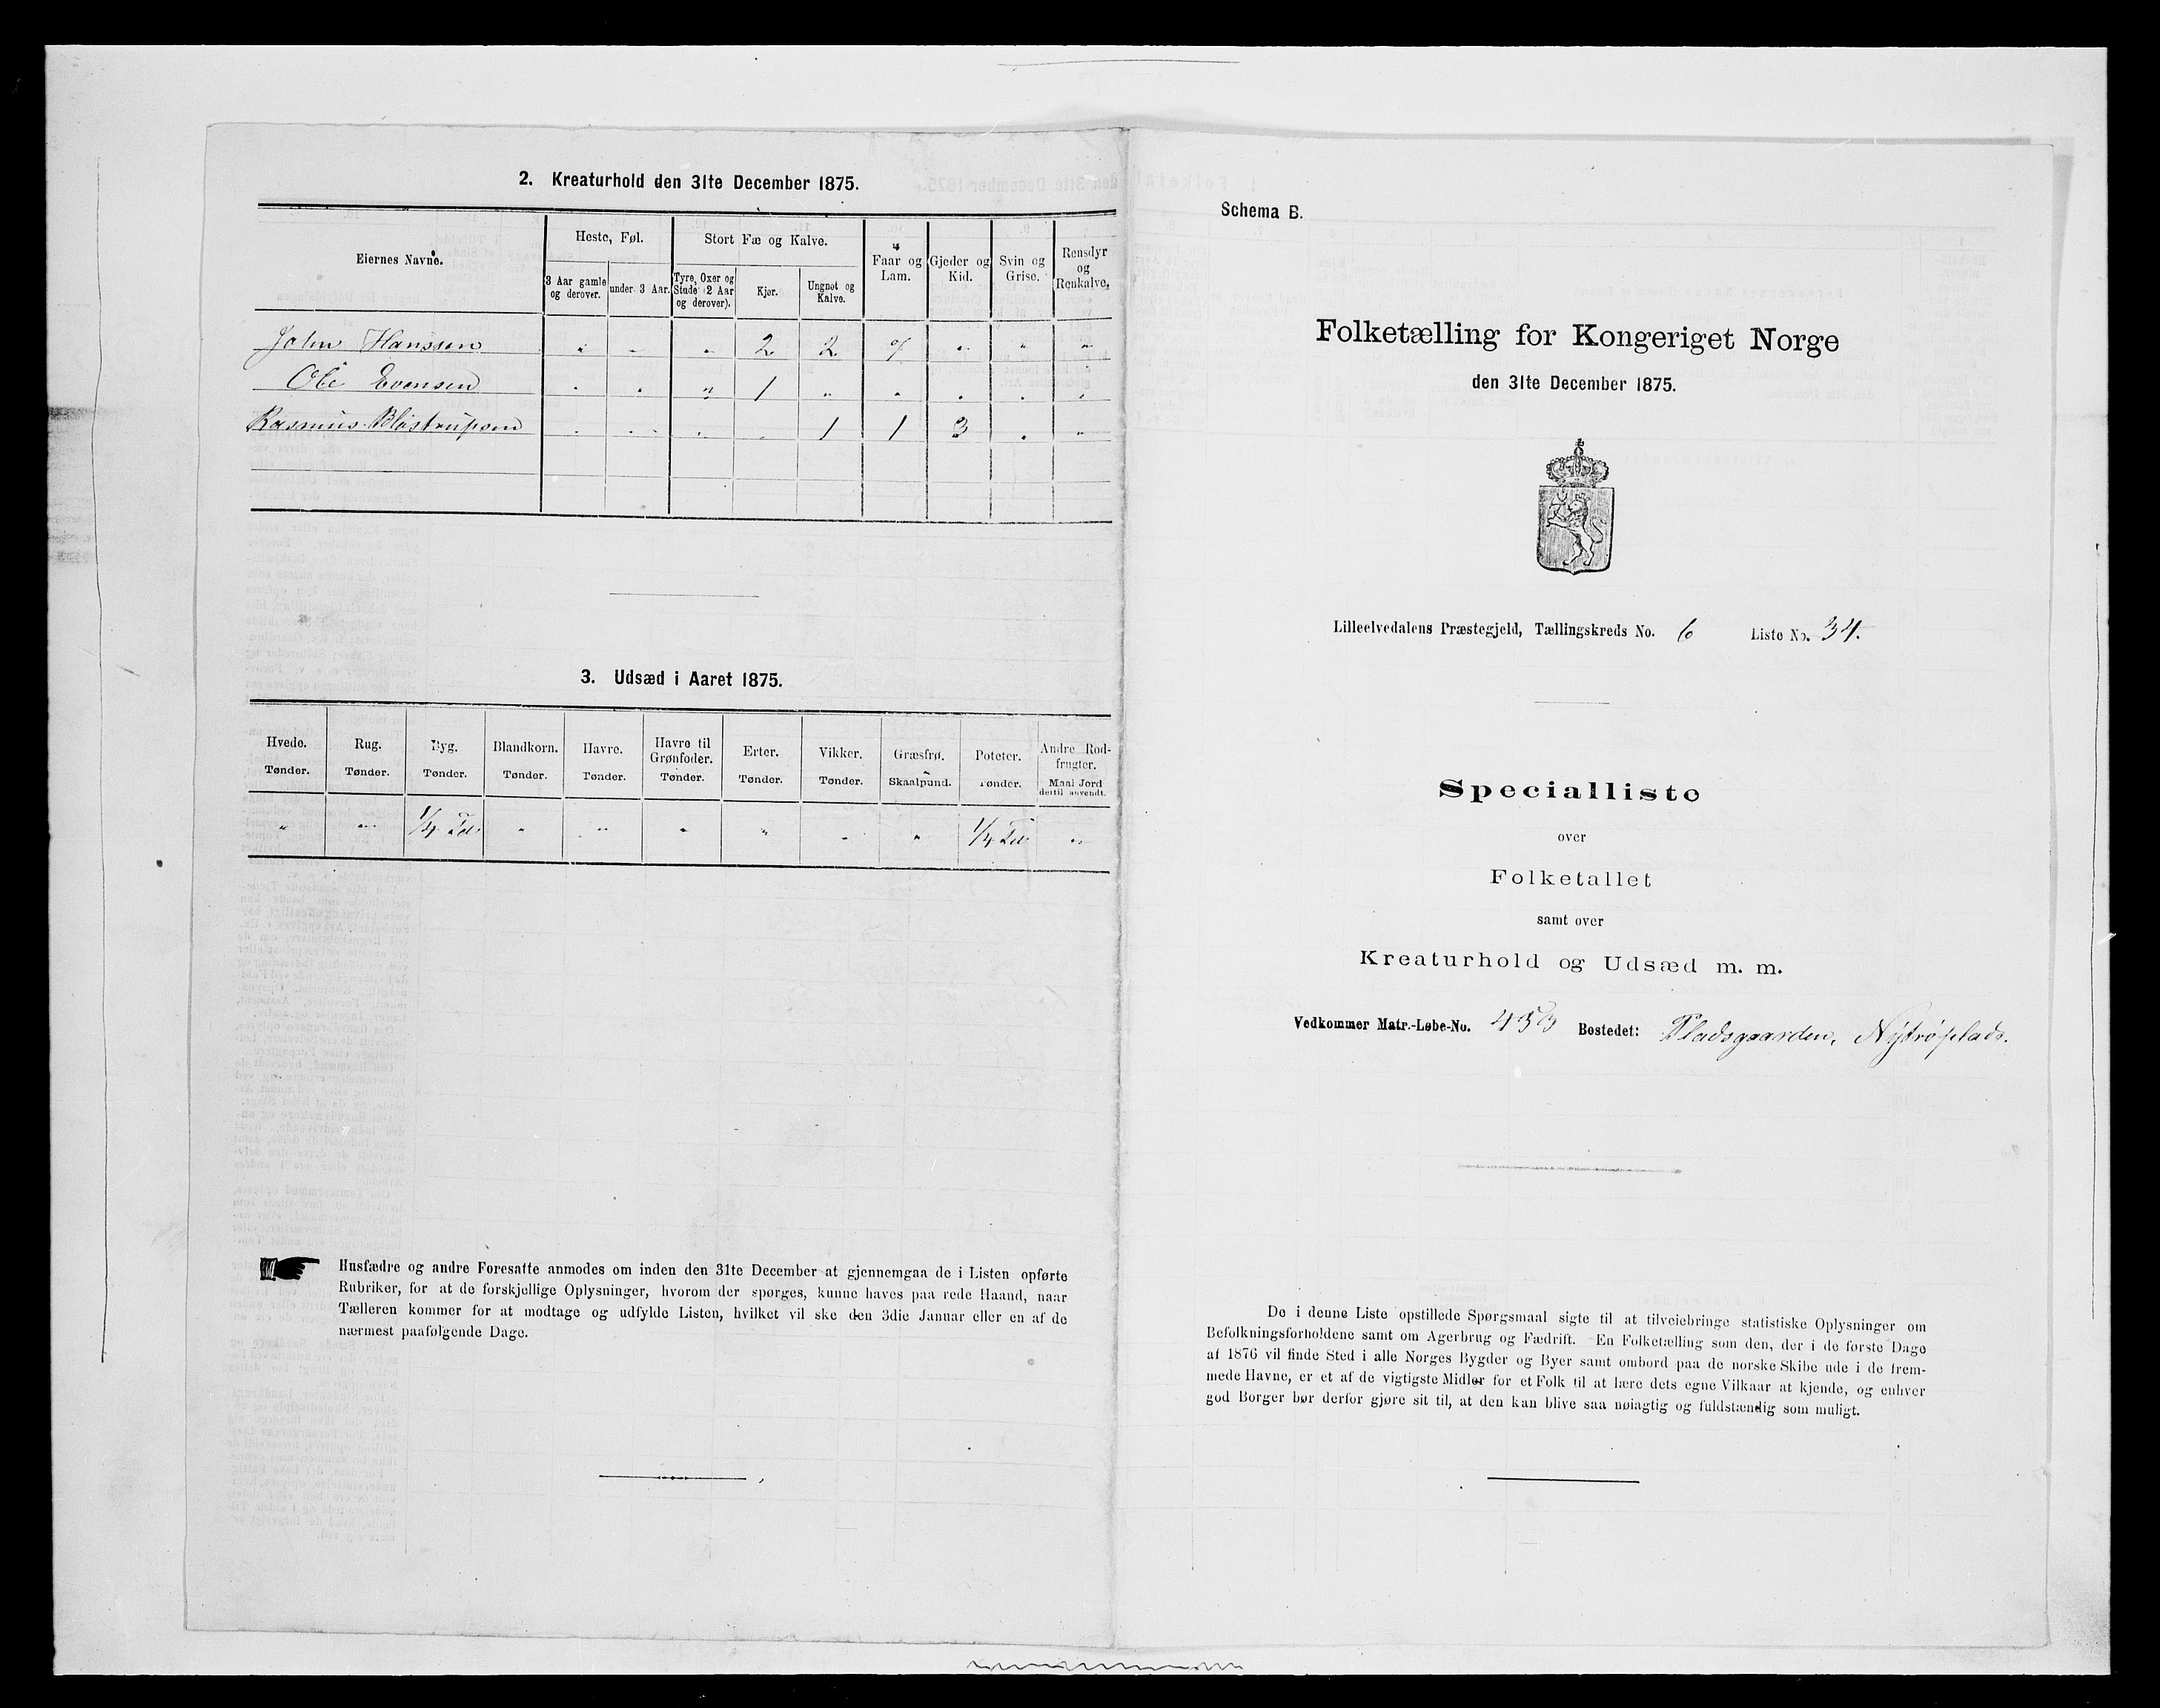 2. Kreaturhold den 31te December 1875.
Eiernes Navne.
Heste, Føl.
Stort Fæ og Kalve.
Faar og Lam.
Gjeder og Kid.
Svin og Grise.
Rensdyr og Renkalve.
3 Aar gamle og derover.
under 3 Aar.
Tyre, Oxer og Stude (2 Aar og derover).
Kjør.
Ungnøt og Kalve.
John Hanssen " " " 2 2 7 " " "
Ole Evensen " " " 1 " " " " "
Rasmus Blastrupsen " " " " 1 1 3 " "
3. Udsæd i Aaret 1875.
Hvede. Rug. Byg. Blandkorn. Havre. Havre til Grønfoder. Erter. Vikker. Græsfrø. Poteter. Andre Rodfrugter.
Tønder. Tønder. Tønder. Tønder. Tønder. Tønder. Tønder. Tønder. Skaalpund. Tønder. Maal Jord dertil anvendt.
" " 1/4 Td. " " " " " " 1/4 Td. "
Husfædre og andre Foresatte anmodes om inden den 31te December at gjennemgaa de i Listen opførte
Rubriker, for at de forskjellige Oplysninger, hvorom der spørges, kunne haves paa rede Haand, naar
Tælleren kommer for at modtage og udfylde Listen, hvilket vil ske den 3die Januar eller en af de
nærmest paafølgende Dage.
Schema B.
Folketælling for Kongeriget Norge
den 31te December 1875.
Lilleelvedalens Præstegjeld, Tællingskreds No. 6 Liste No. 34.
Specialliste
over
Folketallet
samt over
Kreaturhold og Udsæd m. m.
Vedkommer Matr.-Løbe-No. 453 Bostedet: Pladsgaarden, Nytrøplads.
De i denne Liste opstillede Spørgsmaal sigte til at tilveiebringe statistiske Oplysninger om
Befolkningsforholdene samt om Agerbrug og Fædrift. En Folketælling som den, der i de første Dage
af 1876 vil finde Sted i alle Norges Bygder og Byer samt ombord paa de norske Skibe ude i de frem-
mede Havne, er et af de vigtigste Midler for et Folk til at lære dets egne Vilkaar at kjende, og enhver
god Borger bør derfor gjøre sit til, at den kan blive saa nøiagtig og fuldstændig som muligt.